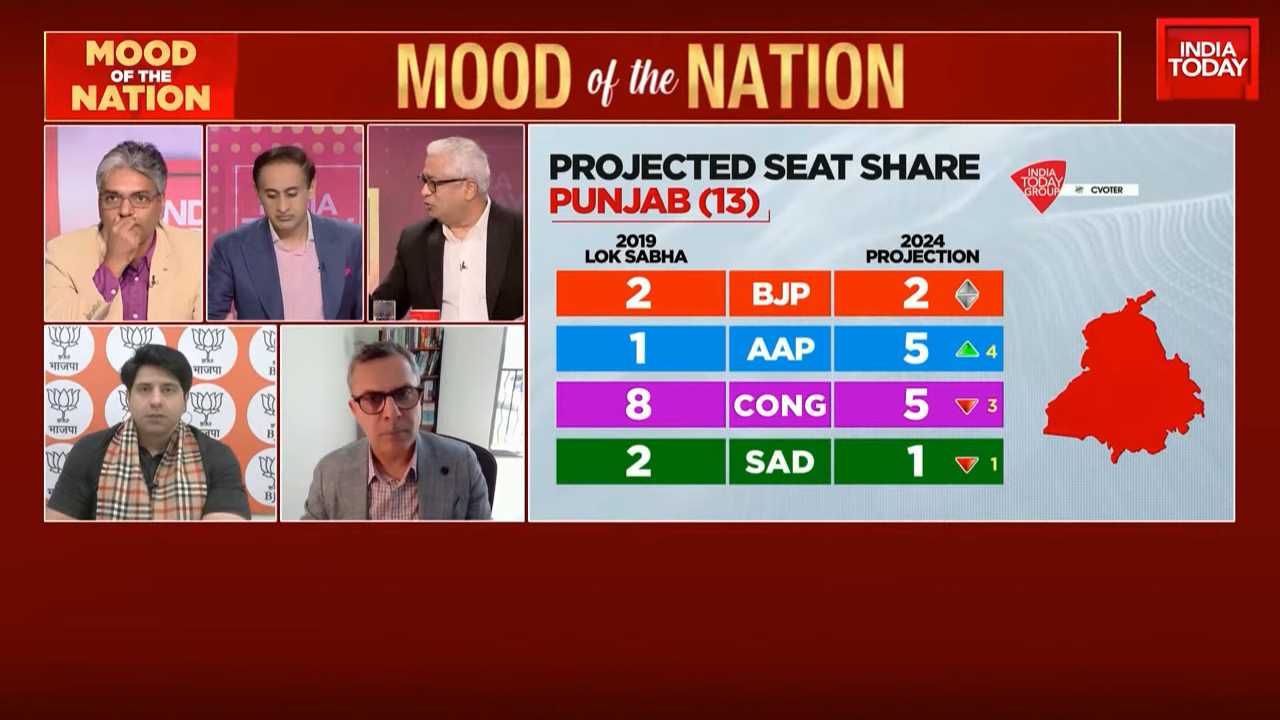 MOOD
OF THE
NATION
MOOD of the NATION
INDIA
TODAY
PROJECTED SEAT SHARE
PUNJAB (13)
INDIA
TODAY
GROUP
CVOTER
2019
LOK SABHA
2024
PROJECTION
2 BJP 2
1 AAP 5 4
8 CONG 5 3
2 SAD 1 1
भाजपा
भाजपा
भाजपा